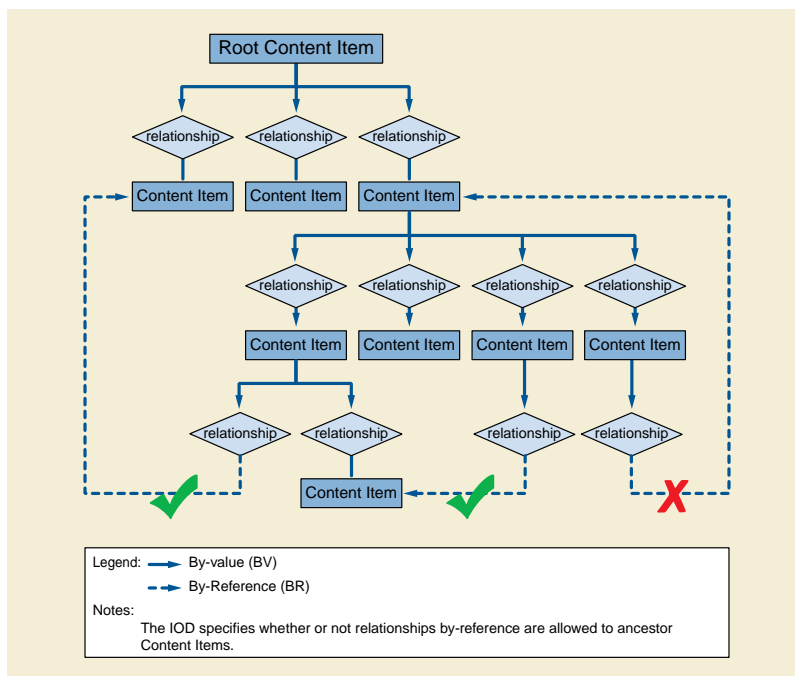 Root Content Item
relationship
relationship
relationship
Content Item
Content Item
Content Item
relationship
relationship
relationship
relationship
Content Item
Content Item
Content Item
Content Item
relationship
relationship
relationship
relationship
Content Item
X
Legend:
By-value (BV)
By-Reference (BR)
Notes:
The IOD specifies whether or not relationships by-reference are allowed to ancestor
Content Items.